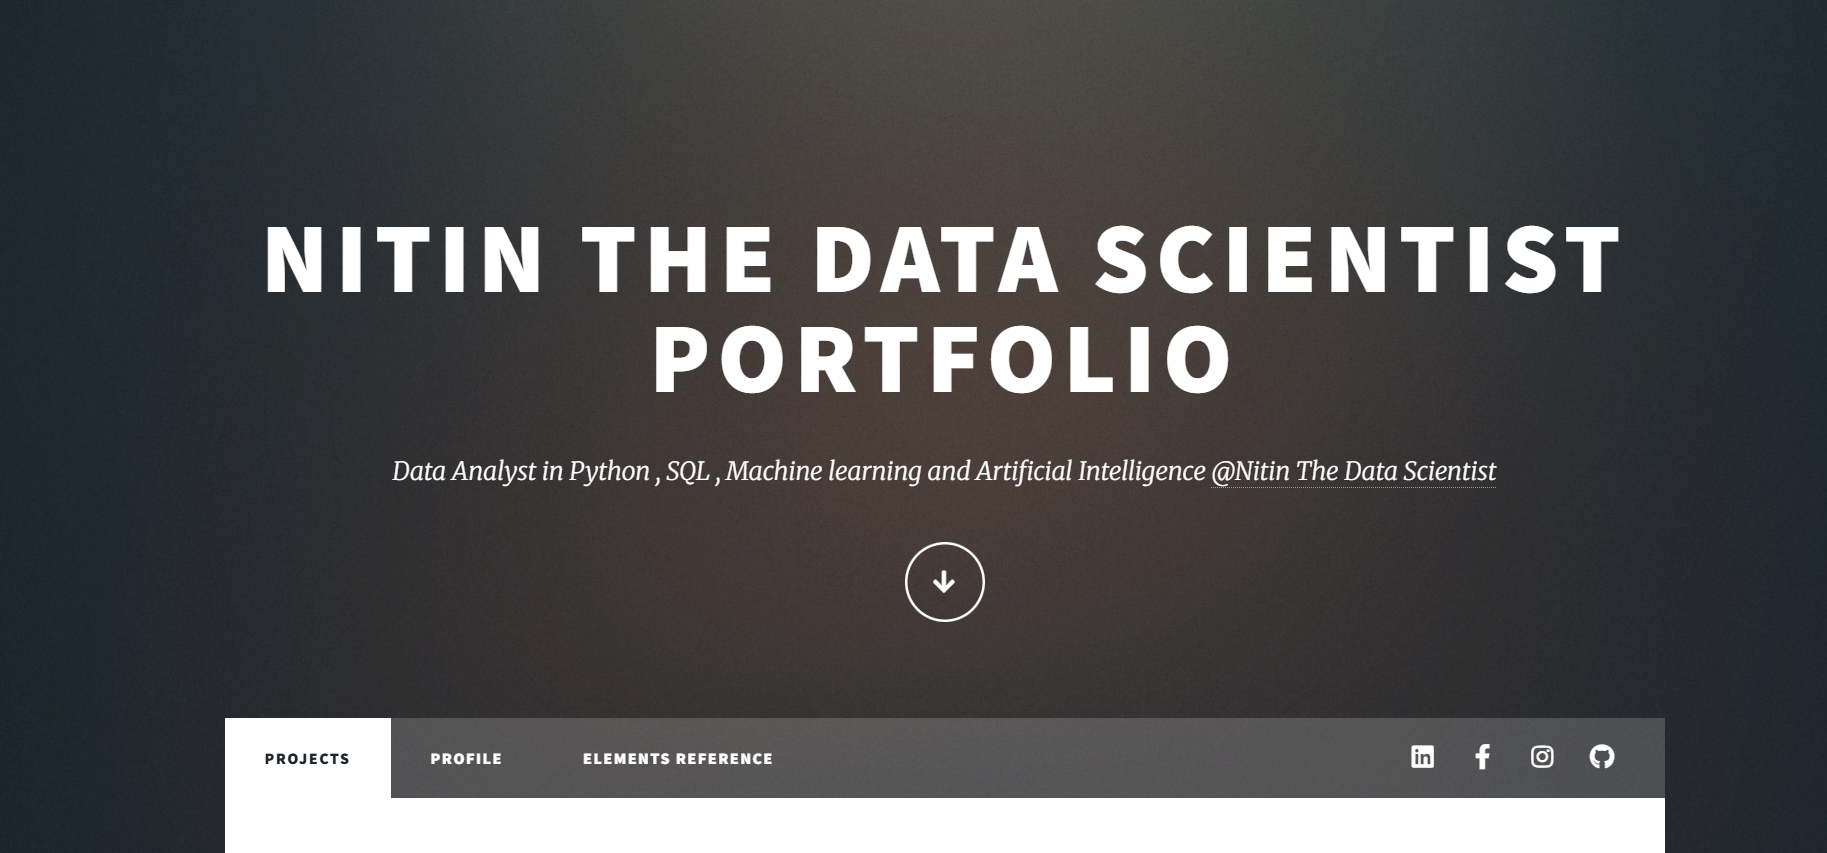 NITIN THE DATA SCIENTIST
PORTFOLIO
Data Analyst in Python , SQL , Machine learning and Artificial Intelligence @Nitin The Data Scientist
PROJECTS PROFILE ELEMENTS REFERENCE